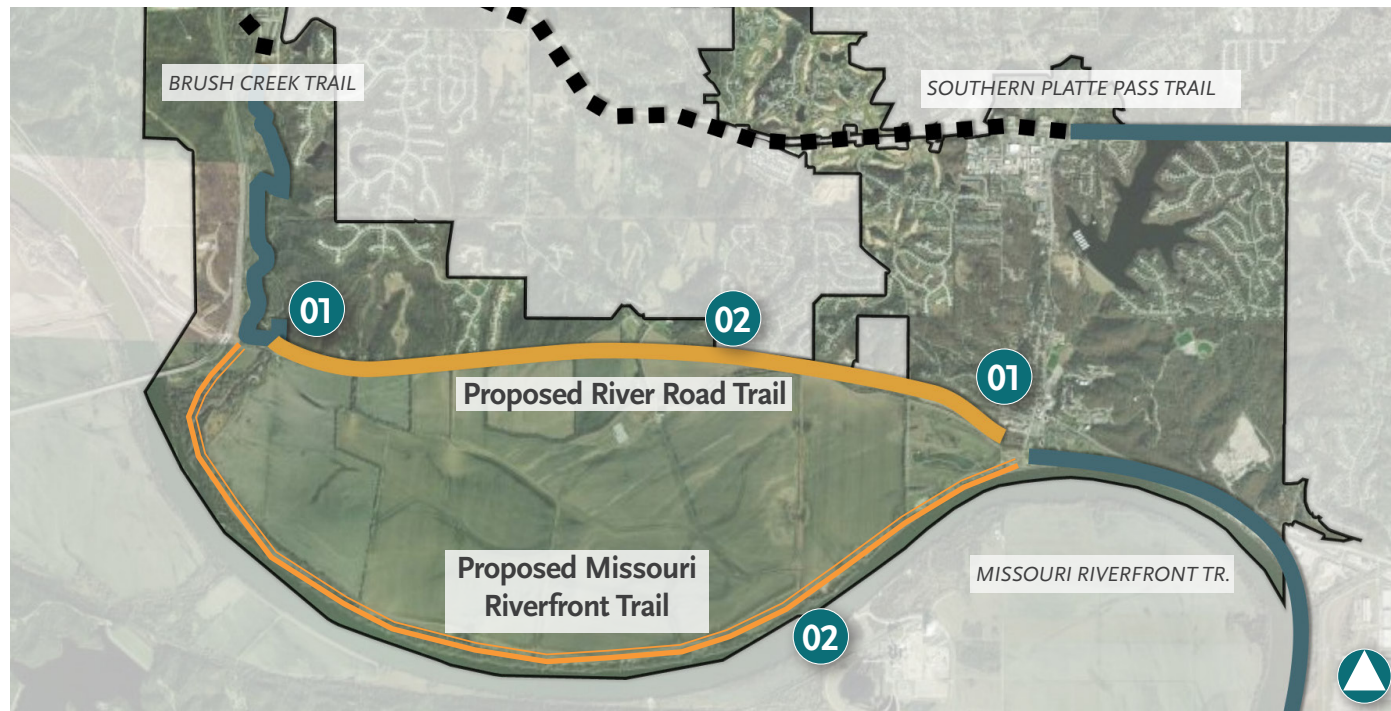 BRUSH CREEK TRAIL
SOUTHERN PLATTE PASS TRAIL
01
02
01
Proposed River Road Trail
Proposed Missouri
Riverfront Trail
MISSOURI RIVERFRONT TR.
02